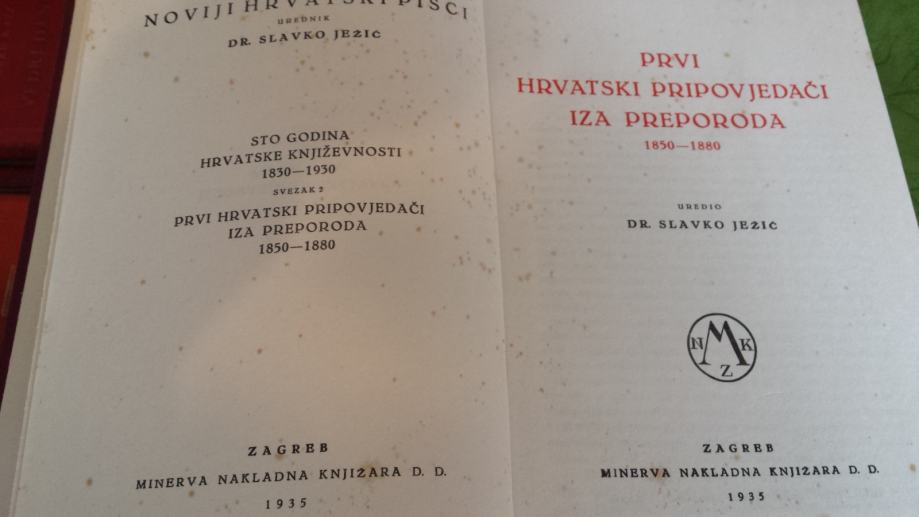 NOVIJI HRVATSKI PISCI
UREDNIK
DR. SLAVKO JEŽIĆ
STO GODINA
HRVATSKE KNJIŽEVNOSTI
1830—1930
SVEZAK 2
PRVI HRVATSKI PRIPOVJEDAČI
IZA PREPORODA
1850—1880
ZAGREB
MINERVA NAKLADNA KNJIŽARA D. D.
1935
PRVI
HRVATSKI PRIPOVJEDAČI
IZA PREPORODA
1850—1880
UREDIO
DR. SLAVKO JEŽIĆ
M
N K
Z
ZAGREB
MINERVA NAKLADNA KNJIŽARA D. D.
1935